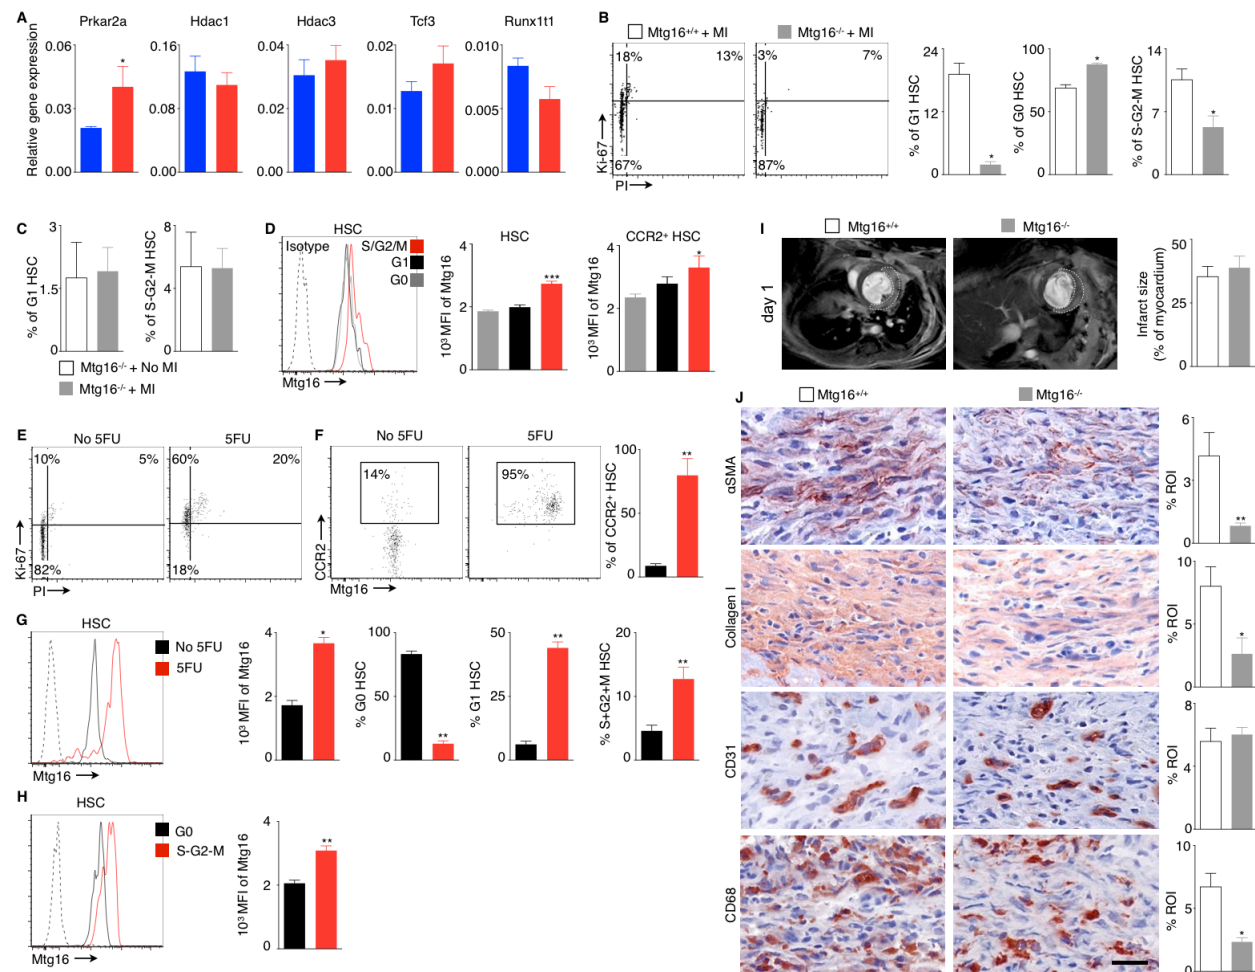 A
Prkar2a
Hdac1
Hdac3
Tcf3
Runx1t1
Relative gene expression
0.06
0.03
0.00
*
0.16
0.08
0.00
0.04
0.02
0.00
0.02
0.01
0.00
0.010
0.005
0.000
B
Mtg16+/+ + MI
Mtg16-/- + MI
18%
13%
67%
3%
7%
87%
Ki-67
PI
% of G1 HSC
24
12
0
*
% of G0 HSC
100
50
0
*
% of S-G2-M HSC
14
7
0
*
C
% of G1 HSC
3
1.5
0
% of S-G2-M HSC
8
4
0
Mtg16-/- + No MI
Mtg16-/- + MI
D
HSC
Isotype
S/G2/M
G1
G0
Mtg16
HSC
10³ MFI of Mtg16
4
2
0
***
CCR2+ HSC
10³ MFI of Mtg16
4
2
0
*
I
Mtg16+/+
Mtg16-/-
day 1
Infarct size
(% of myocardium)
50
25
0
E
No 5FU
5FU
10%
5%
82%
60%
20%
18%
Ki-67
PI
F
No 5FU
5FU
14%
95%
CCR2
Mtg16
% of CCR2+ HSC
100
50
0
**
G
HSC
No 5FU
5FU
Mtg16
10³ MFI of Mtg16
4
2
0
*
% G0 HSC
100
50
0
**
% G1 HSC
50
25
0
**
% S+G2+M HSC
20
10
0
**
H
HSC
G0
S-G2-M
Mtg16
10³ MFI of Mtg16
4
2
0
**
J
Mtg16+/+
Mtg16-/-
αSMA
% ROI
6
3
0
**
Collagen I
% ROI
10
5
0
*
CD31
% ROI
8
4
0
CD68
% ROI
10
5
0
*